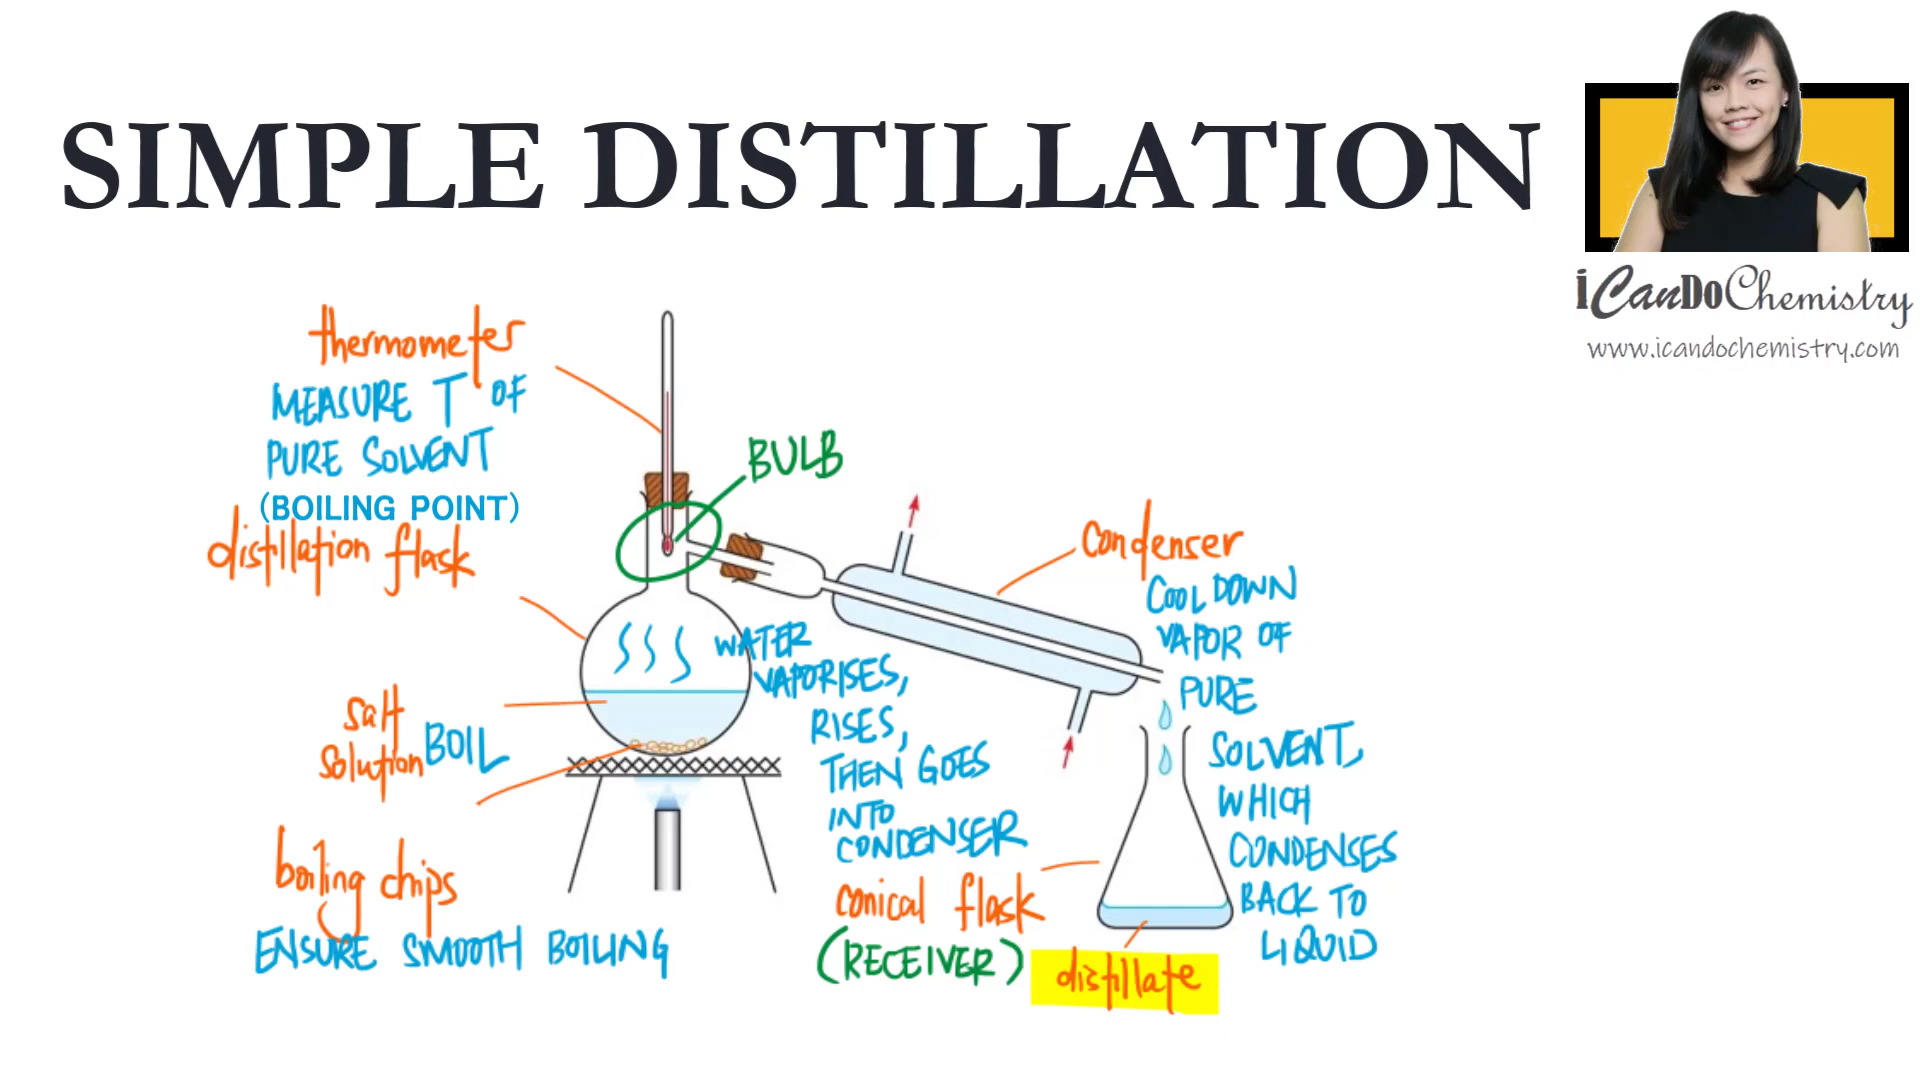 SIMPLE DISTILLATION
iCanDoChemistry
www.icandochemistry.com
thermometer
MEASURE T OF
PURE SOLVENT
(BOILING POINT)
distillation flask
BULB
condenser
COOL DOWN
VAPOR OF
PURE
SOLVENT,
WHICH
CONDENSES
BACK TO
LIQUID
WATER
VAPORISES,
RISES,
THEN GOES
INTO
CONDENSER
salt
solution
BOIL
boiling chips
ENSURE SMOOTH BOILING
conical flask
(RECEIVER)
distillate